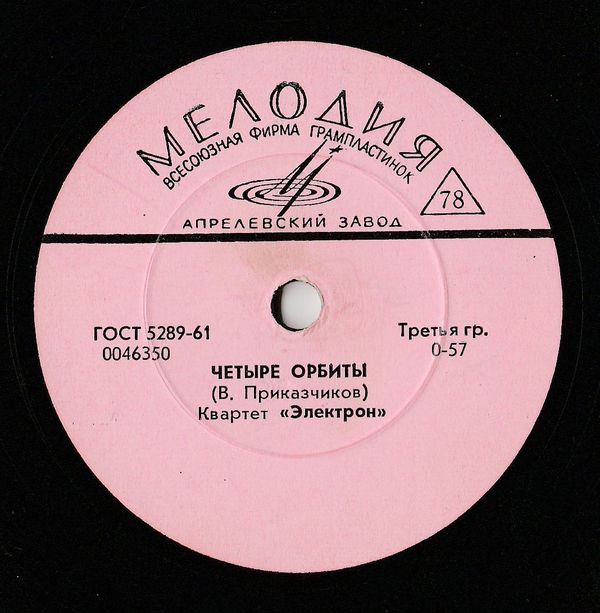 МЕЛОДИЯ
ВСЕСОЮЗНАЯ ФИРМА ГРАМПЛАСТИНОК
78
АПРЕЛЕВСКИЙ ЗАВОД
ГОСТ 5289-61
0046350
Третья гр.
0-57
ЧЕТЫРЕ ОРБИТЫ
(В. Приказчиков)
Квартет «Электрон»